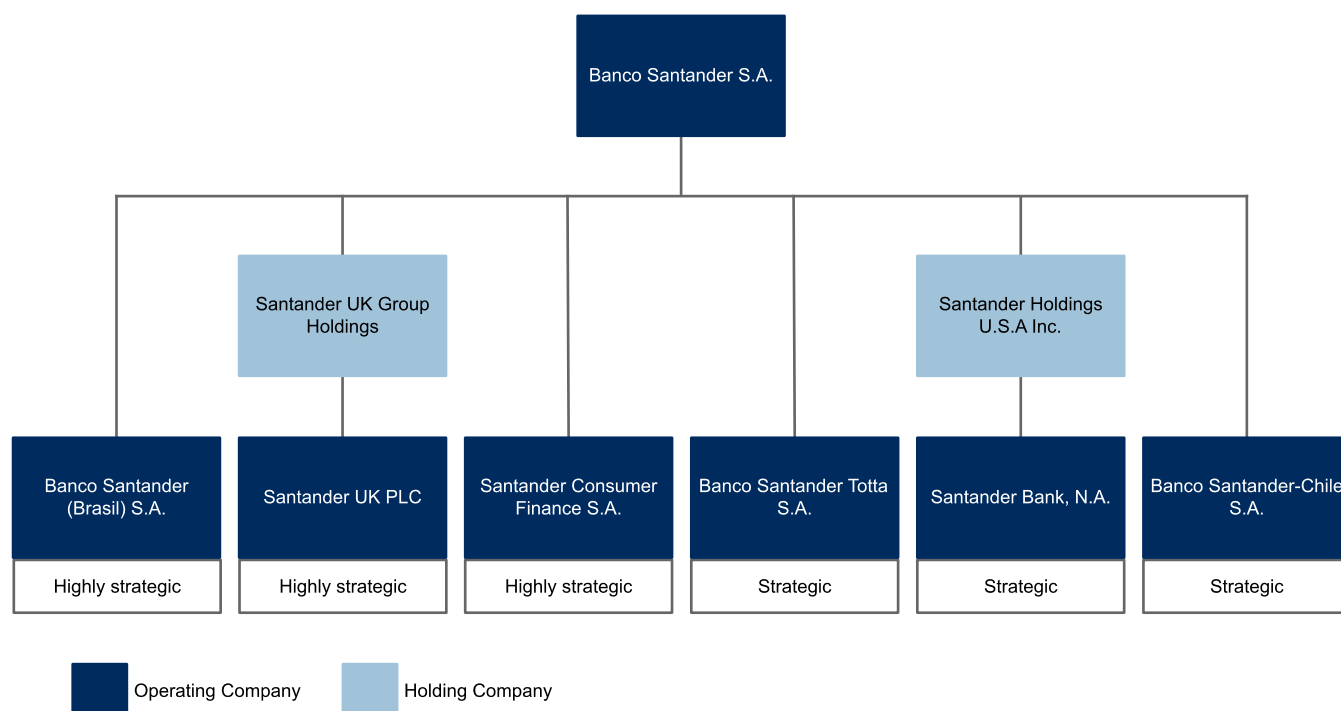 Banco Santander S.A.
Santander UK Group
Holdings
Santander Holdings
U.S.A Inc.
Banco Santander
(Brasil) S.A.
Santander UK PLC
Santander Consumer
Finance S.A.
Banco Santander Totta
S.A.
Santander Bank, N.A.
Banco Santander-Chile
S.A.
Highly strategic
Highly strategic
Highly strategic
Strategic
Strategic
Strategic
Operating Company
Holding Company